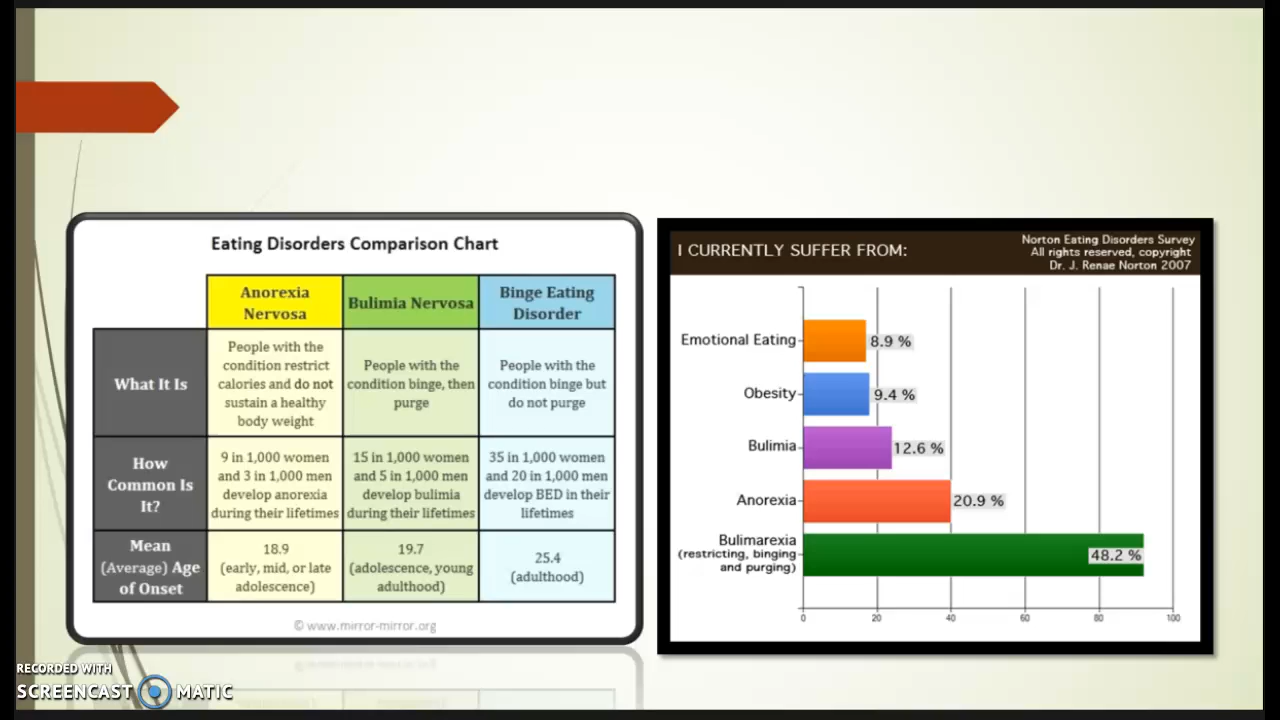 Eating Disorders Comparison Chart
Anorexia
Nervosa
Bulimia Nervosa
Binge Eating
Disorder
What It Is
People with the
condition restrict
calories and do not
sustain a healthy
body weight
People with the
condition binge, then
purge
People with the
condition binge but
do not purge
How
Common Is
It?
9 in 1,000 women
and 3 in 1,000 men
develop anorexia
during their lifetimes
15 in 1,000 women
and 5 in 1,000 men
develop bulimia
during their lifetimes
35 in 1,000 women
and 20 in 1,000 men
develop BED in their
lifetimes
Mean
(Average) Age
of Onset
18.9
(early, mid, or late
adolescence)
19.7
(adolescence, young
adulthood)
25.4
(adulthood)
© www.mirror-mirror.org
I CURRENTLY SUFFER FROM:
Norton Eating Disorders Survey
All rights reserved, copyright
Dr. J. Renae Norton 2007
Emotional Eating
8.9 %
Obesity
9.4 %
Bulimia
12.6 %
Anorexia
20.9 %
Bulimarexia
(restricting, binging
and purging)
48.2 %
0 20 40 60 80 100
RECORDED WITH
SCREENCAST MATIC